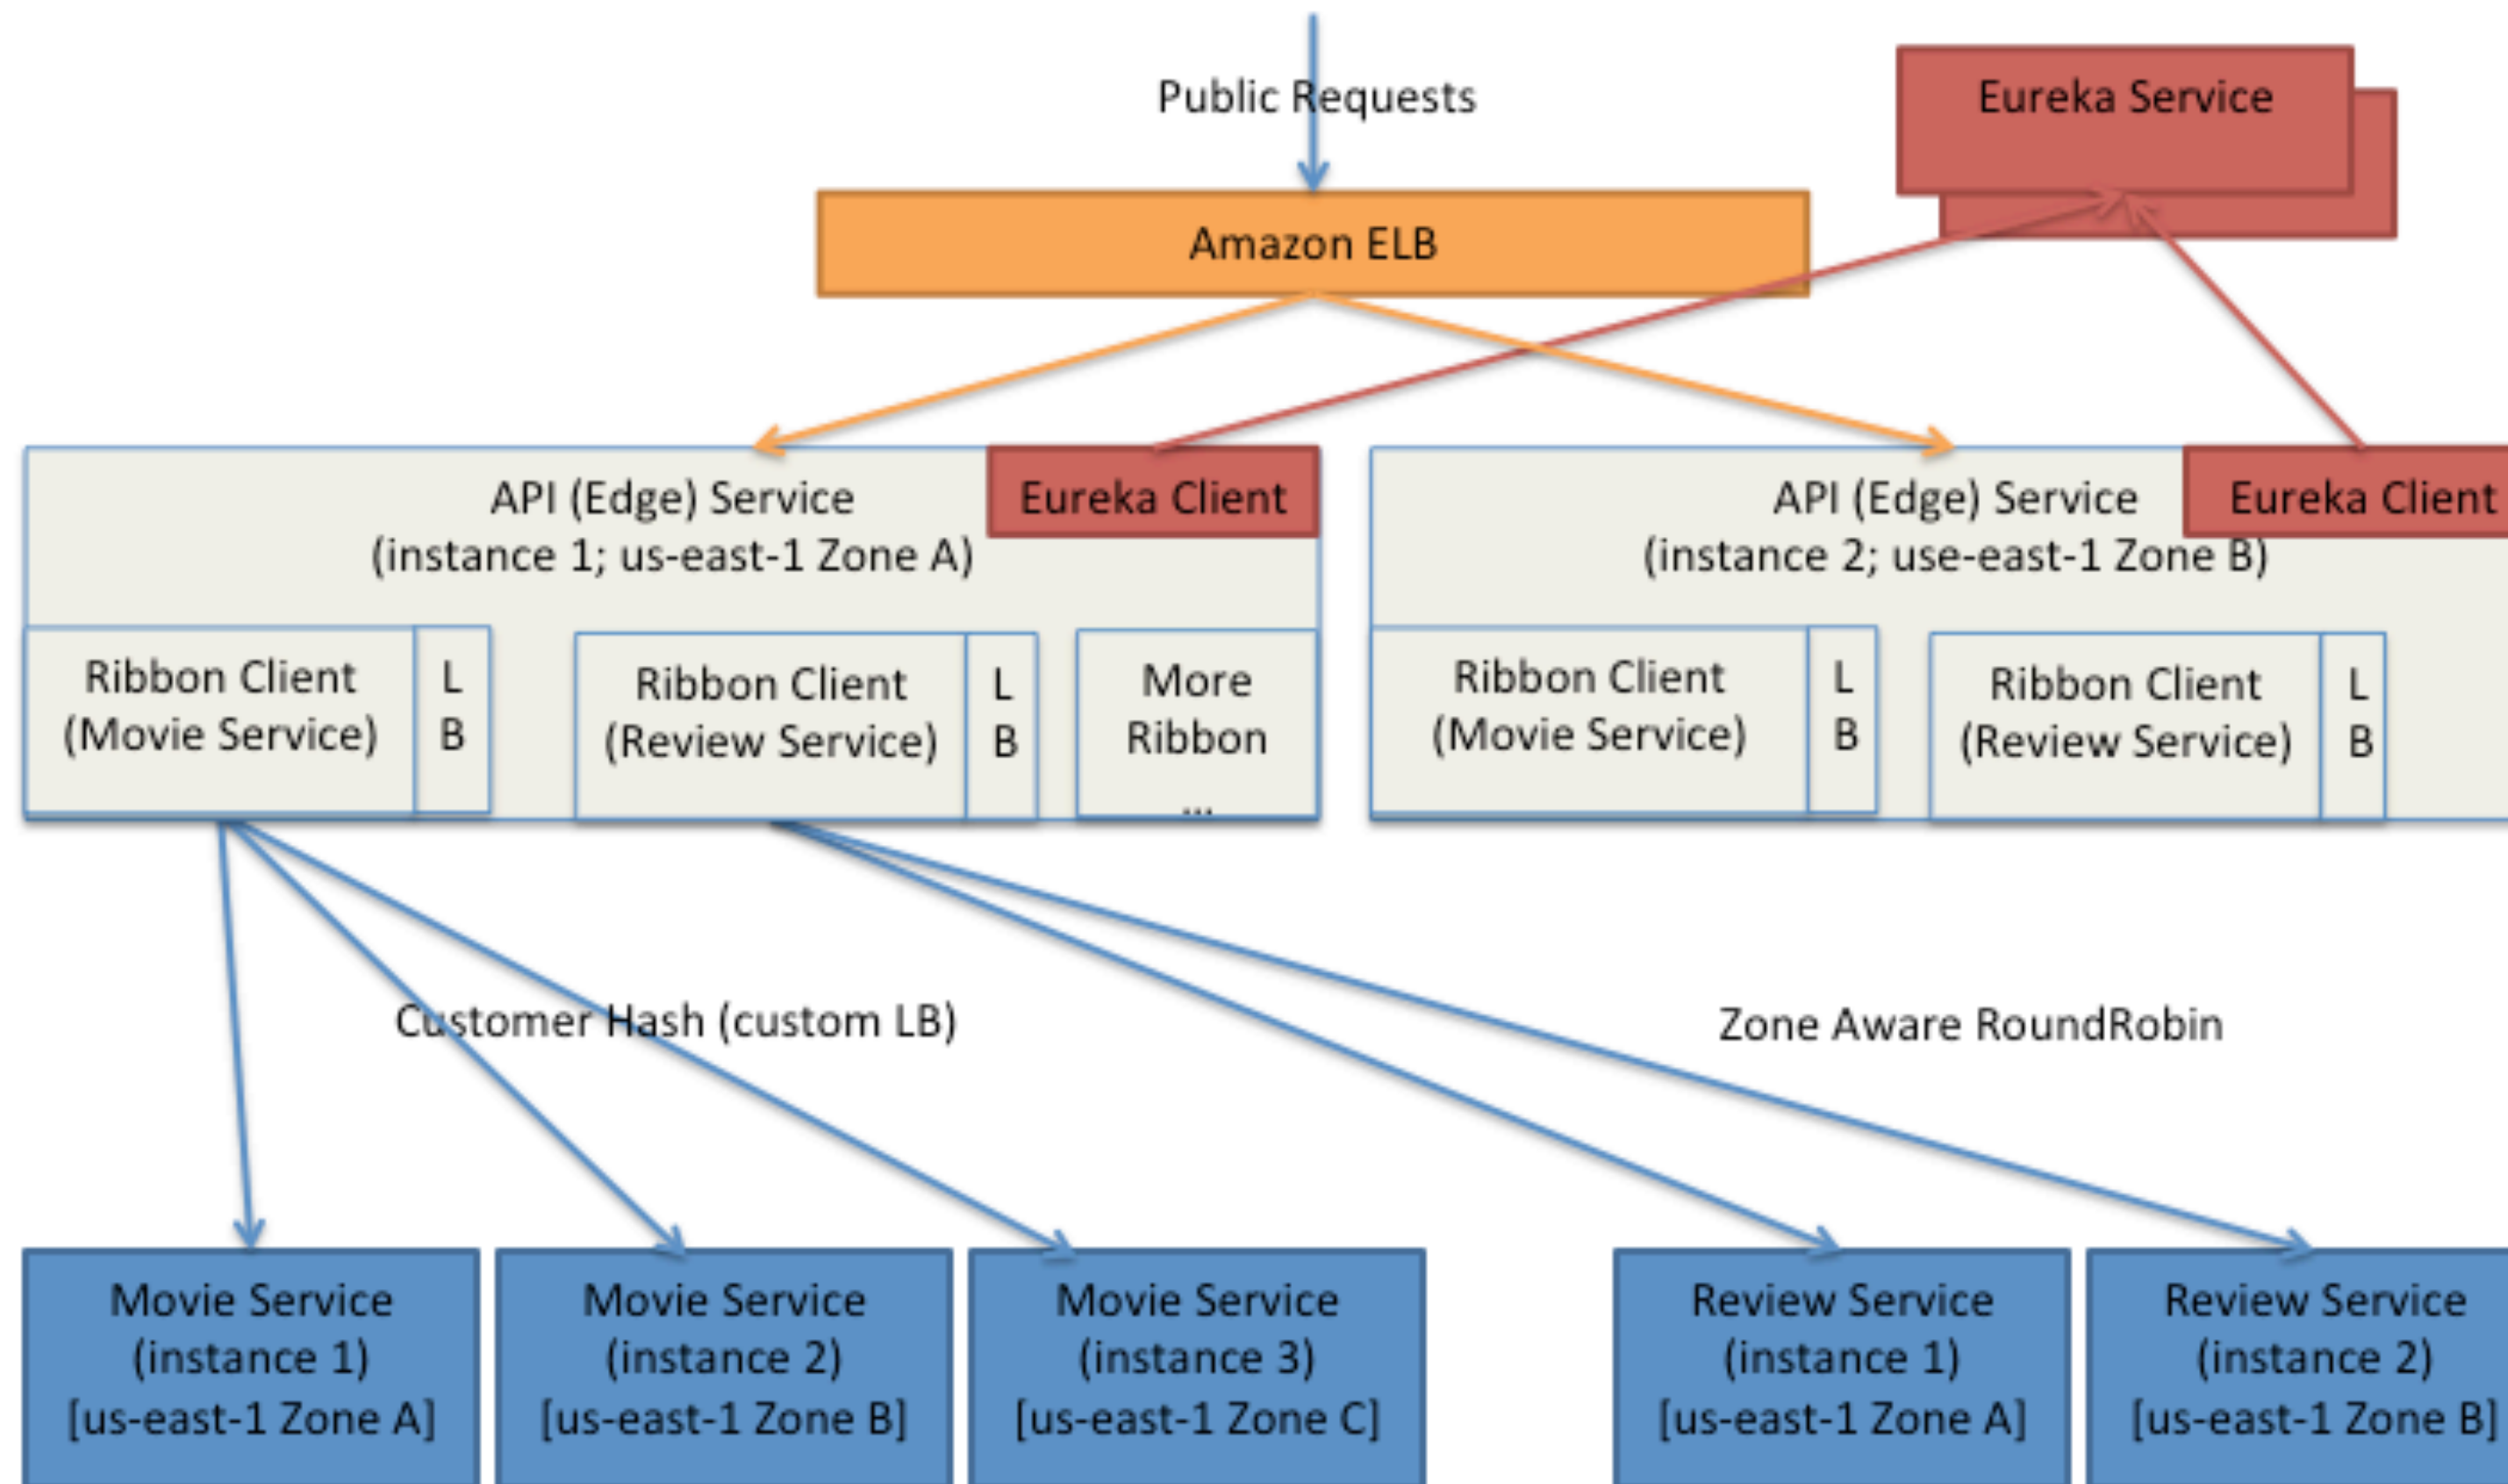 Public Requests
Eureka Service
Amazon ELB
API (Edge) Service
(instance 1; us-east-1 Zone A)
Eureka Client
API (Edge) Service
(instance 2; use-east-1 Zone B)
Eureka Client
Ribbon Client
(Movie Service)
L
B
Ribbon Client
(Review Service)
L
B
More
Ribbon
...
Ribbon Client
(Movie Service)
L
B
Ribbon Client
(Review Service)
L
B
Customer Hash (custom LB)
Zone Aware RoundRobin
Movie Service
(instance 1)
[us-east-1 Zone A]
Movie Service
(instance 2)
[us-east-1 Zone B]
Movie Service
(instance 3)
[us-east-1 Zone C]
Review Service
(instance 1)
[us-east-1 Zone A]
Review Service
(instance 2)
[us-east-1 Zone B]